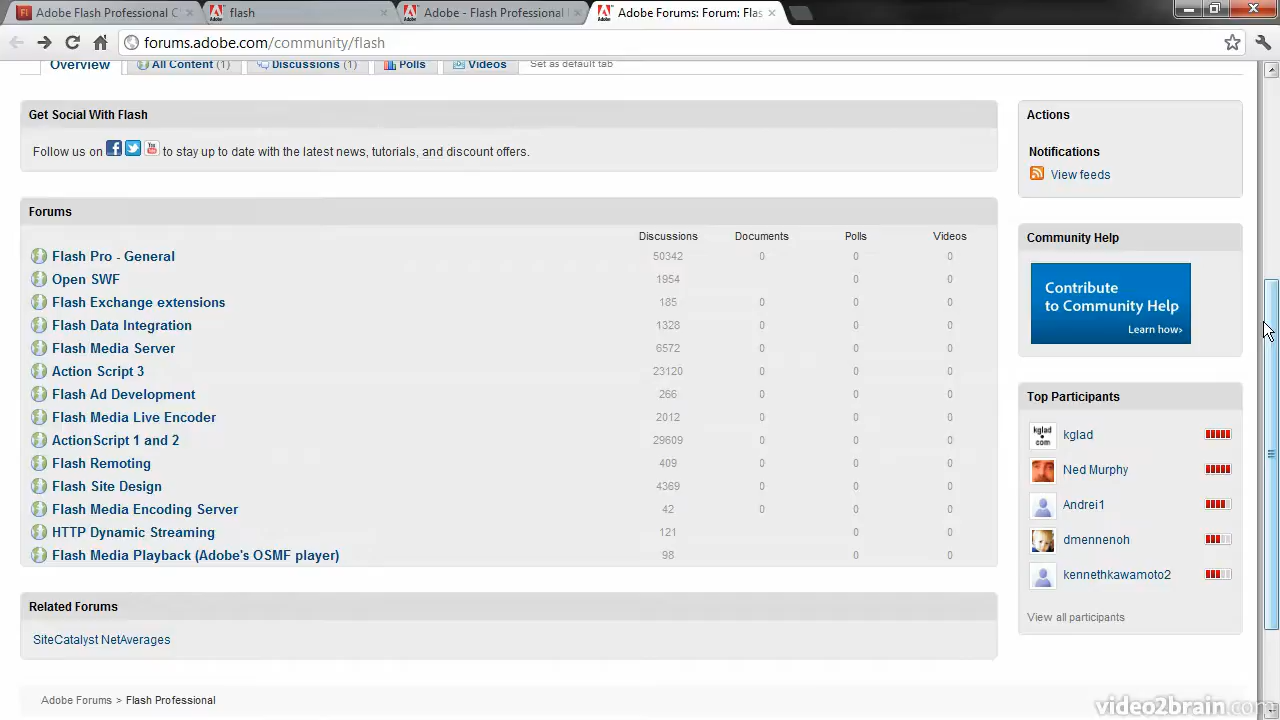 Adobe Flash Professional C
flash
Adobe - Flash Professional
Adobe Forums: Forum: Flas
forums.adobe.com/community/flash
Overview
All Content (1)
Discussions (1)
Polls
Videos
Set as default tab
Get Social With Flash
Follow us on to stay up to date with the latest news, tutorials, and discount offers.
Forums
Discussions Documents Polls Videos
Flash Pro - General 50342 0 0 0
Open SWF 1954 0 0
Flash Exchange extensions 185 0 0 0
Flash Data Integration 1328 0 0 0
Flash Media Server 6572 0 0 0
Action Script 3 23120 0 0 0
Flash Ad Development 266 0 0 0
Flash Media Live Encoder 2012 0 0 0
ActionScript 1 and 2 29609 0 0 0
Flash Remoting 409 0 0 0
Flash Site Design 4369 0 0 0
Flash Media Encoding Server 42 0 0 0
HTTP Dynamic Streaming 121 0 0
Flash Media Playback (Adobe's OSMF player) 98 0 0
Related Forums
SiteCatalyst NetAverages
Adobe Forums > Flash Professional
Actions
Notifications
View feeds
Community Help
Contribute
to Community Help
Learn how>
Top Participants
kglad
Ned Murphy
Andrei1
dmennenoh
kennethkawamoto2
View all participants
video2brain.com